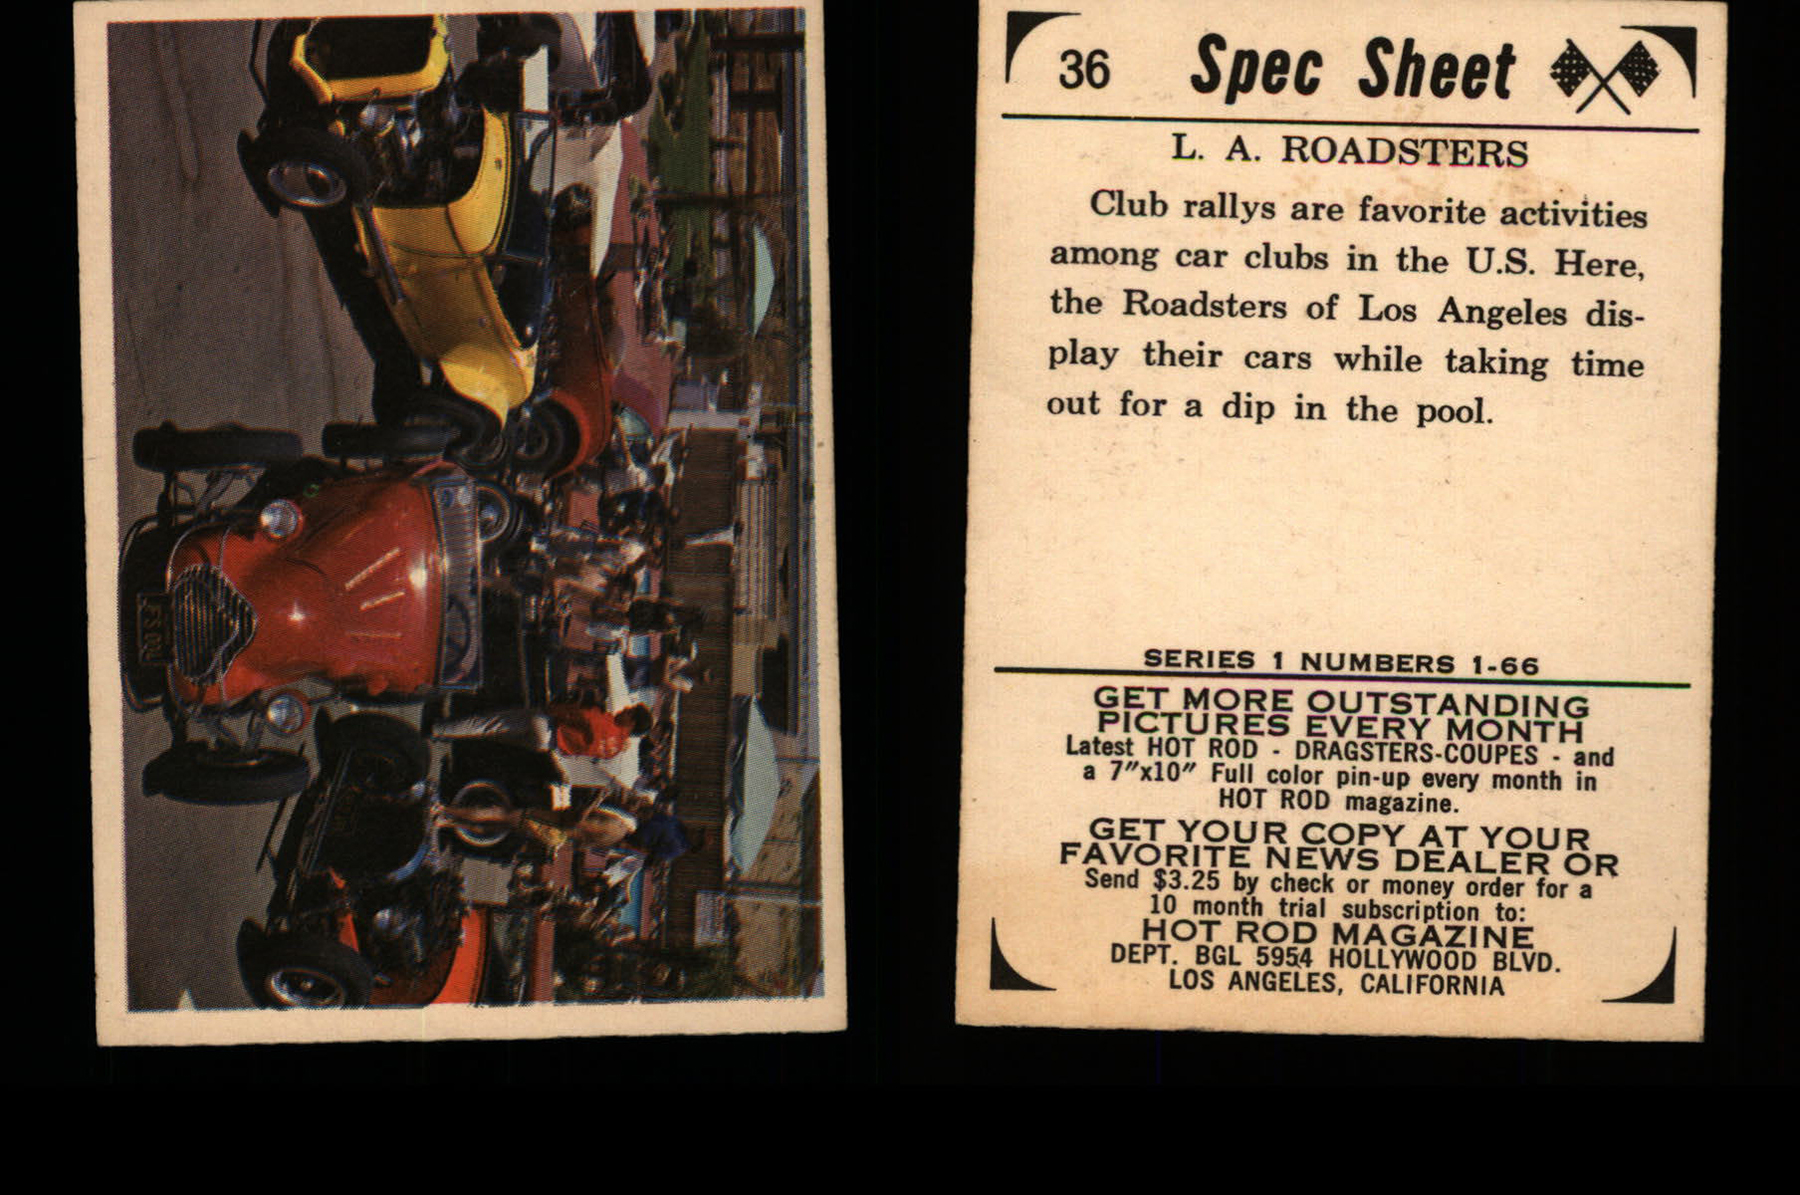 36 Spec Sheet
L. A. ROADSTERS
Club rallys are favorite activities
among car clubs in the U.S. Here,
the Roadsters of Los Angeles dis-
play their cars while taking time
out for a dip in the pool.
SERIES 1 NUMBERS 1-66
GET MORE OUTSTANDING
PICTURES EVERY MONTH
Latest HOT ROD - DRAGSTERS-COUPES - and
a 7"x10" Full color pin-up every month in
HOT ROD magazine.
GET YOUR COPY AT YOUR
FAVORITE NEWS DEALER OR
Send $3.25 by check or money order for a
10 month trial subscription to:
HOT ROD MAGAZINE
DEPT. BGL 5954 HOLLYWOOD BLVD.
LOS ANGELES, CALIFORNIA